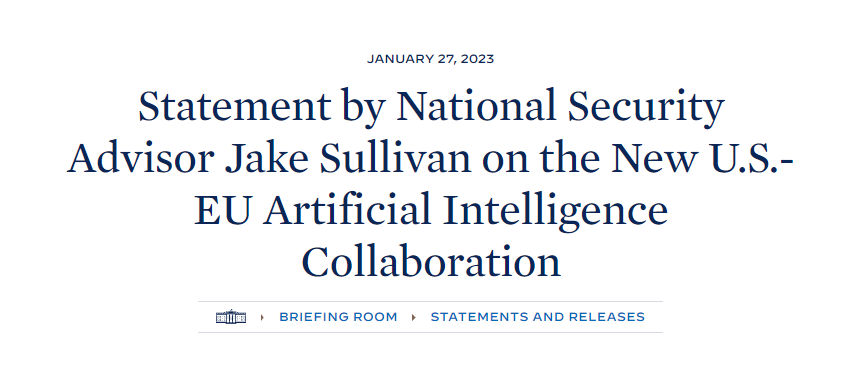 JANUARY 27, 2023
Statement by National Security
Advisor Jake Sullivan on the New U.S.-
EU Artificial Intelligence
Collaboration
BRIEFING ROOM STATEMENTS AND RELEASES